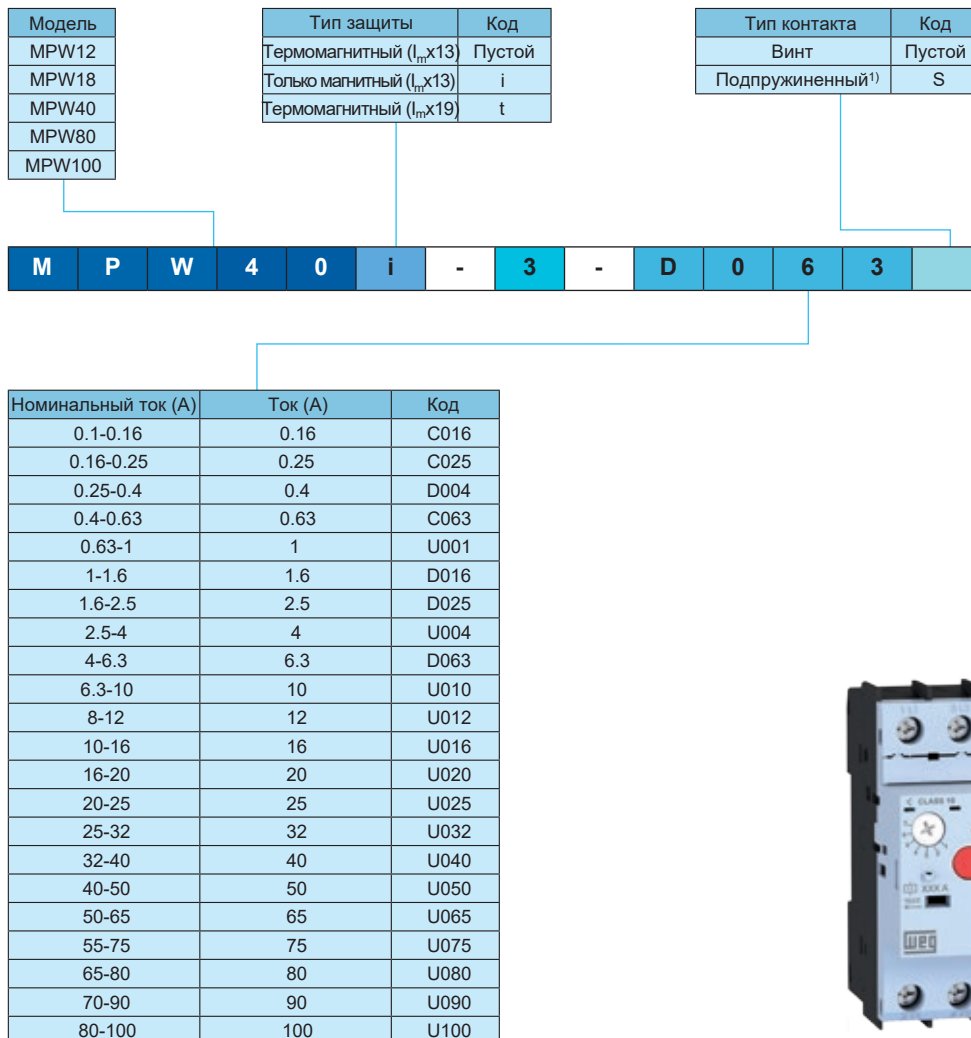 Модель
MPW12
MPW18
MPW40
MPW80
MPW100
Тип защиты Код
Термомагнитный (Iₘx13) Пустой
Только магнитный (Iₘx13) i
Термомагнитный (Iₘx19) t
Тип контакта Код
Винт Пустой
Подпружиненный¹⁾ S
M P W 4 0 i - 3 - D 0 6 3
Номинальный ток (A) Ток (A) Код
0.1-0.16 0.16 C016
0.16-0.25 0.25 C025
0.25-0.4 0.4 D004
0.4-0.63 0.63 C063
0.63-1 1 U001
1-1.6 1.6 D016
1.6-2.5 2.5 D025
2.5-4 4 U004
4-6.3 6.3 D063
6.3-10 10 U010
8-12 12 U012
10-16 16 U016
16-20 20 U020
20-25 25 U025
25-32 32 U032
32-40 40 U040
40-50 50 U050
50-65 65 U065
55-75 75 U075
65-80 80 U080
70-90 90 U090
80-100 100 U100
CLASS 10
XXX A
WEG